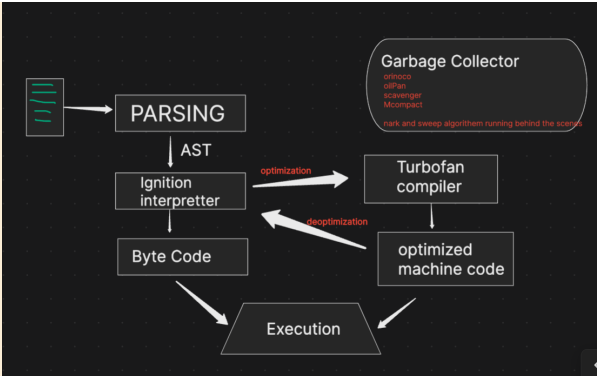 Garbage Collector
orinoco
oilPan
scavenger
Mcompact
nark and sweep algorithem running behind the scenes
PARSING
AST
Ignition
interpretter
optimization
Turbofan
compiler
deoptimization
Byte Code
optimized
machine code
Execution